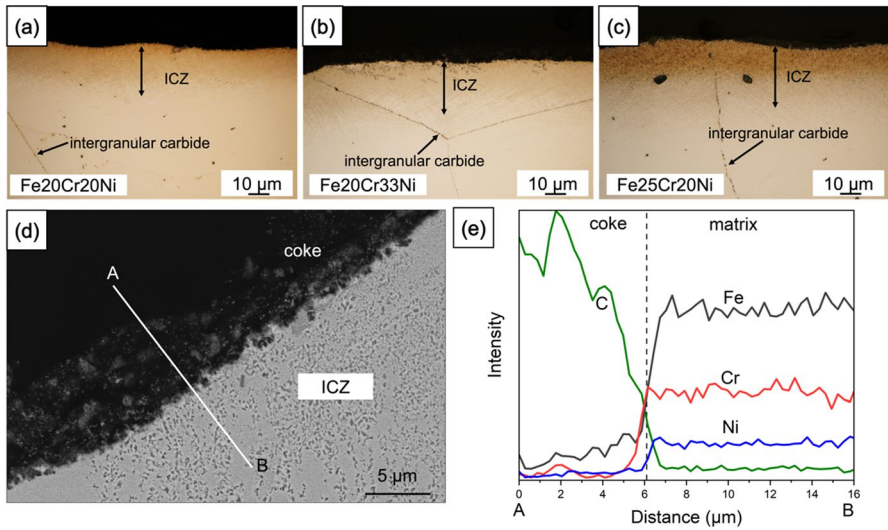 (a)
ICZ
intergranular carbide
Fe20Cr20Ni
10 μm
(b)
ICZ
intergranular carbide
Fe20Cr33Ni
10 μm
(c)
ICZ
intergranular carbide
Fe25Cr20Ni
10 μm
(d)
coke
A
ICZ
B
5 μm
(e)
coke
matrix
C
Fe
Cr
Ni
Intensity
0 2 4 6 8 10 12 14 16
A
Distance (μm)
B